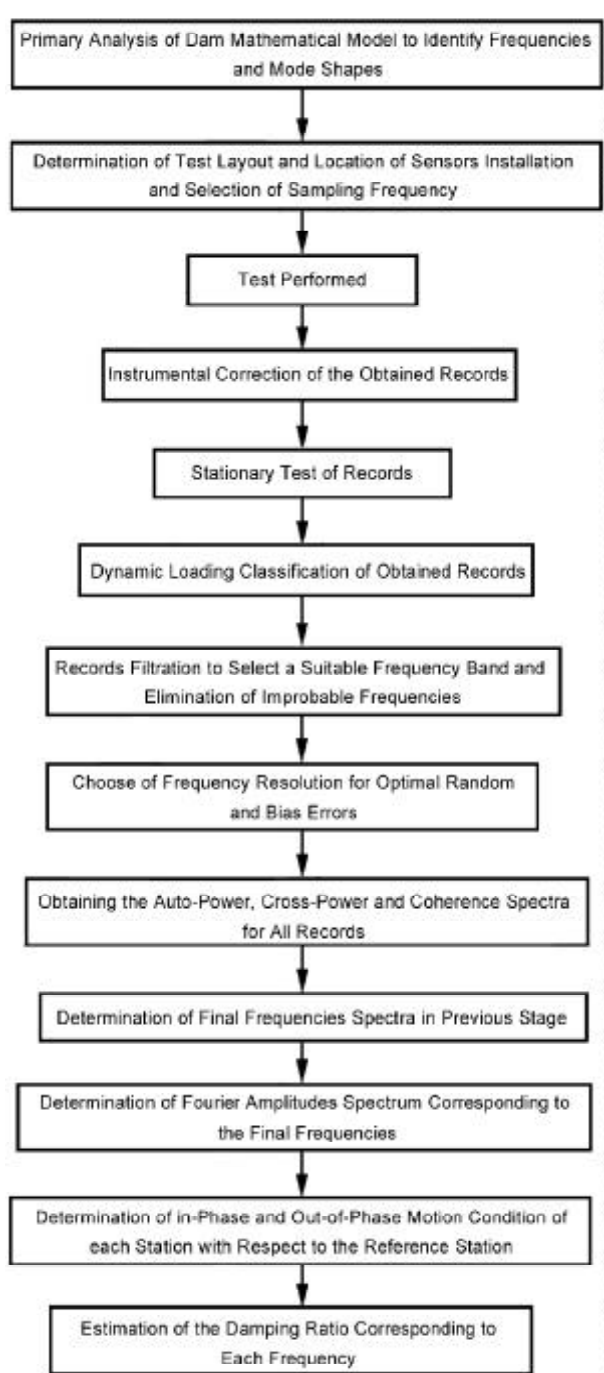 Primary Analysis of Dam Mathematical Model to Identify Frequencies
and Mode Shapes
Determination of Test Layout and Location of Sensors Installation
and Selection of Sampling Frequency
Test Performed
Instrumental Correction of the Obtained Records
Stationary Test of Records
Dynamic Loading Classification of Obtained Records
Records Filtration to Select a Suitable Frequency Band and
Elimination of Improbable Frequencies
Choose of Frequency Resolution for Optimal Random
and Bias Errors
Obtaining the Auto-Power, Cross-Power and Coherence Spectra
for All Records
Determination of Final Frequencies Spectra in Previous Stage
Determination of Fourier Amplitudes Spectrum Corresponding to
the Final Frequencies
Determination of in-Phase and Out-of-Phase Motion Condition of
each Station with Respect to the Reference Station
Estimation of the Damping Ratio Corresponding to
Each Frequency